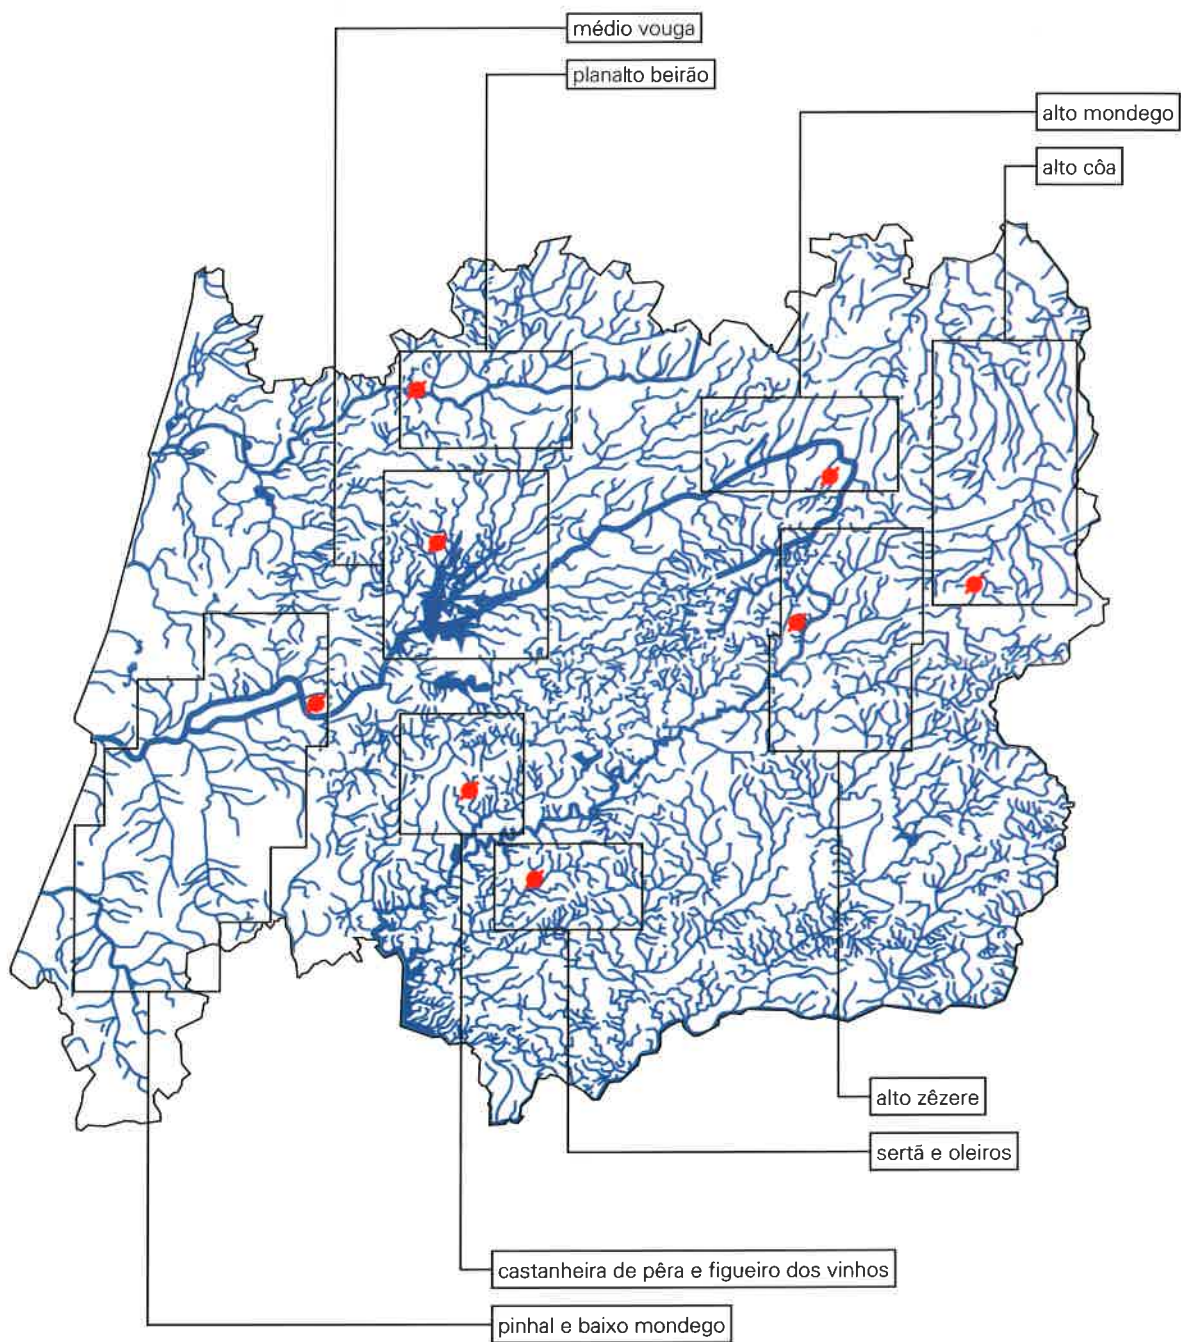 médio vouga
planalto beirão
alto mondego
alto côa
alto zêzere
sertã e oleiros
castanheira de pêra e figueiro dos vinhos
pinhal e baixo mondego